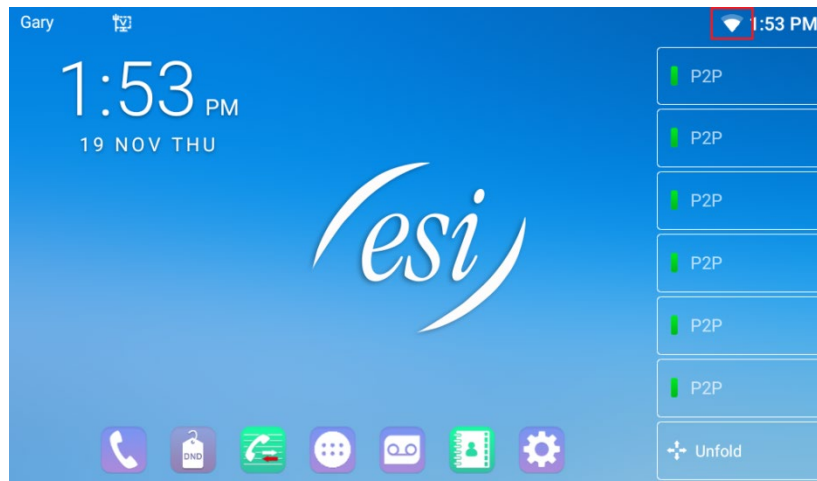 Gary
1:53 PM
1:53 PM
19 NOV THU
esi
P2P
P2P
P2P
P2P
P2P
P2P
Unfold
DND